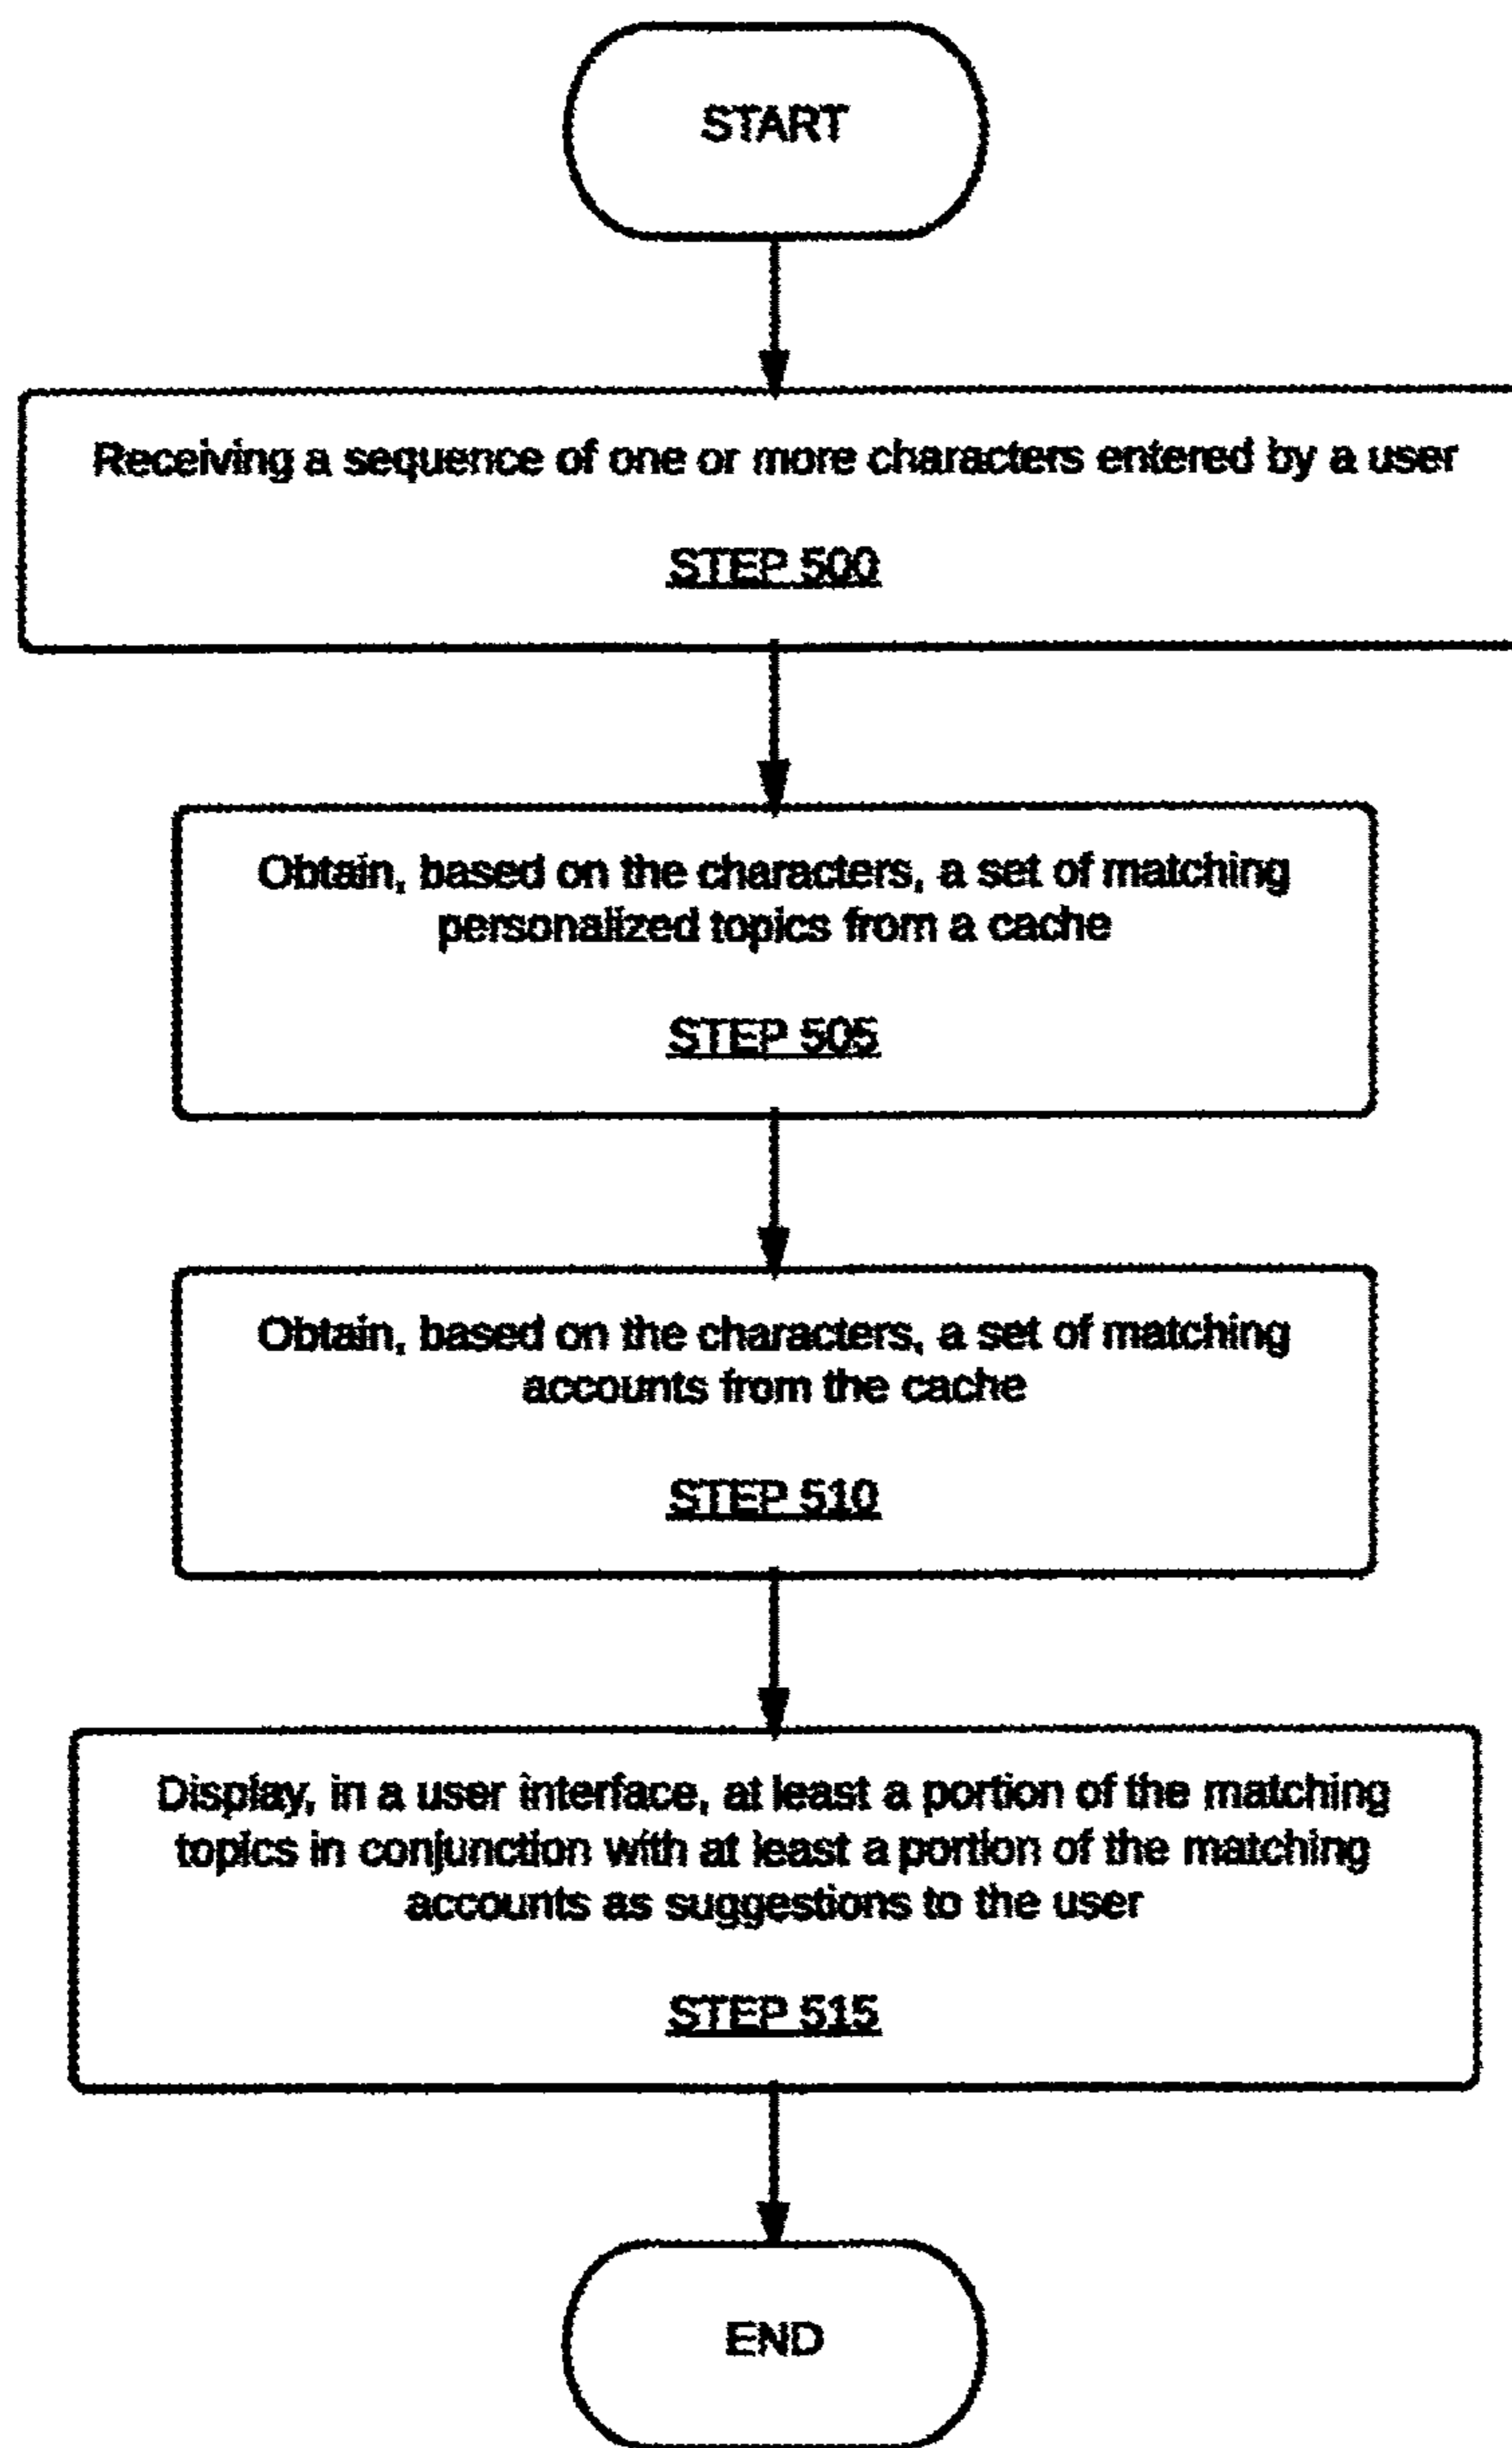 START
Receiving a sequence of one or more characters entered by a user
STEP 500
Obtain, based on the characters, a set of matching
personalized topics from a cache
STEP 505
Obtain, based on the characters, a set of matching
accounts from the cache
STEP 510
Display, in a user interface, at least a portion of the matching
topics in conjunction with at least a portion of the matching
accounts as suggestions to the user
STEP 515
END